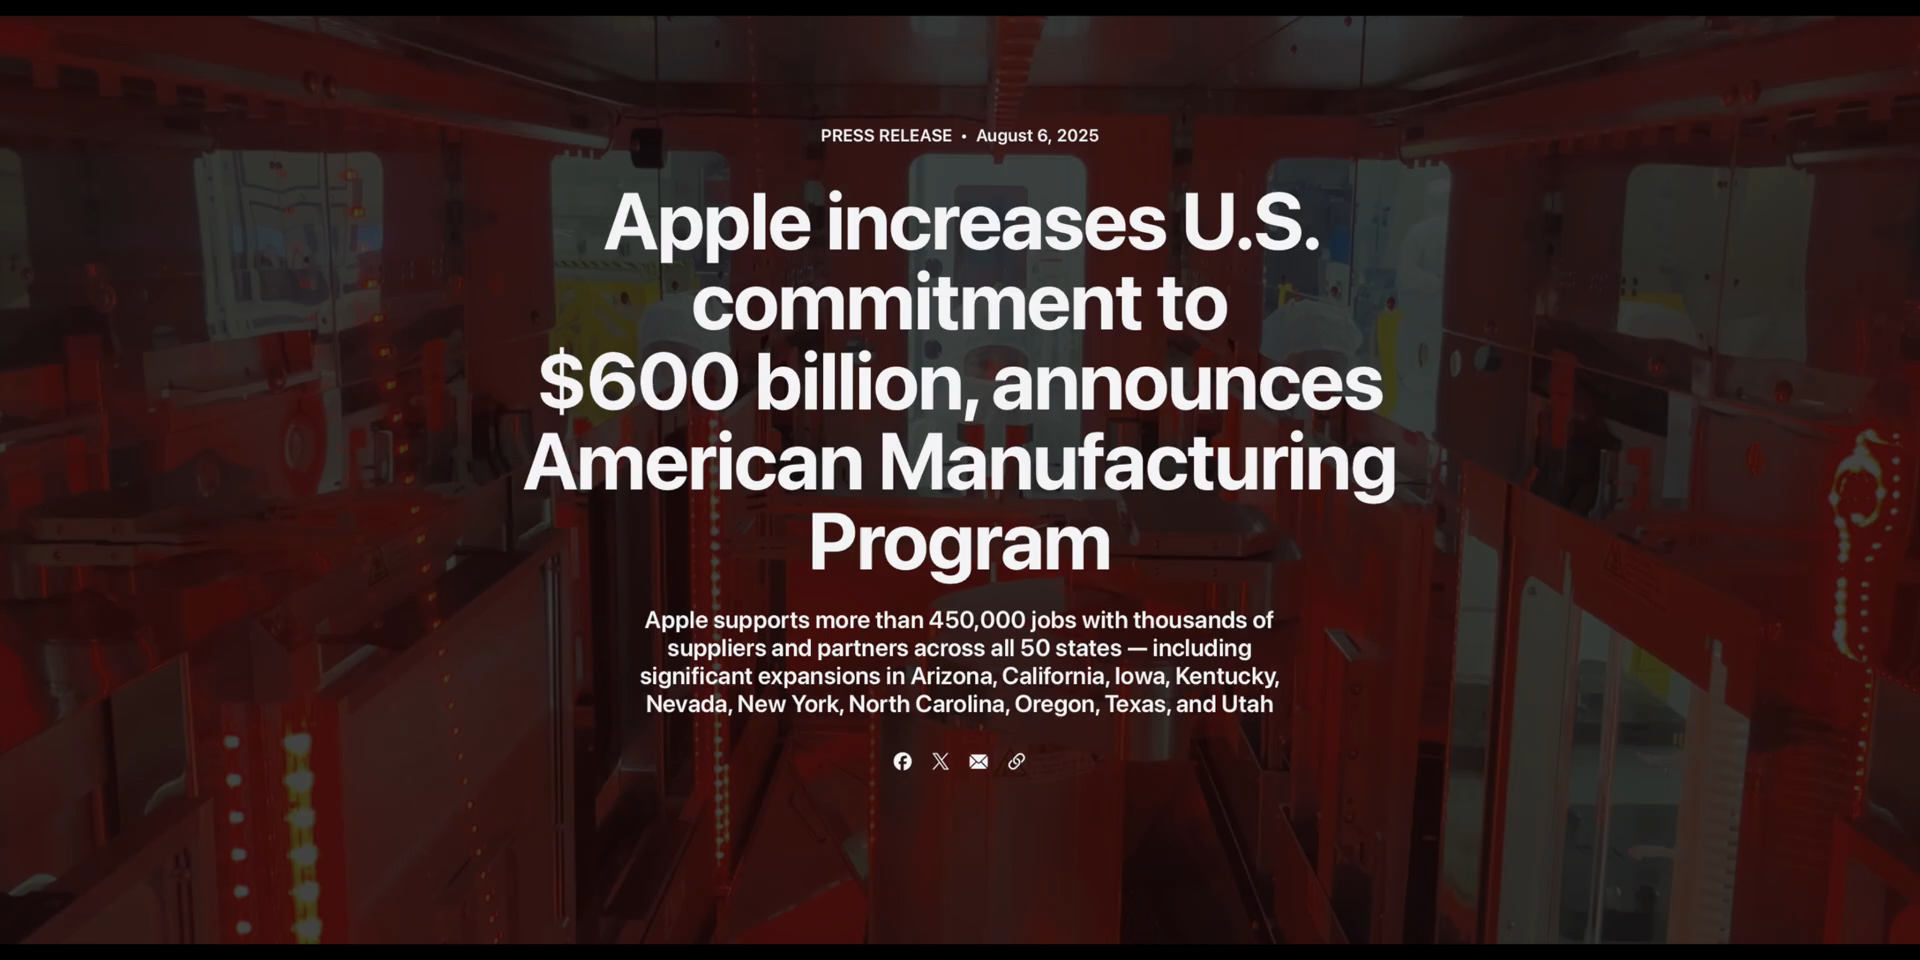 PRESS RELEASE • August 6, 2025
Apple increases U.S.
commitment to
$600 billion, announces
American Manufacturing
Program
Apple supports more than 450,000 jobs with thousands of
suppliers and partners across all 50 states — including
significant expansions in Arizona, California, Iowa, Kentucky,
Nevada, New York, North Carolina, Oregon, Texas, and Utah